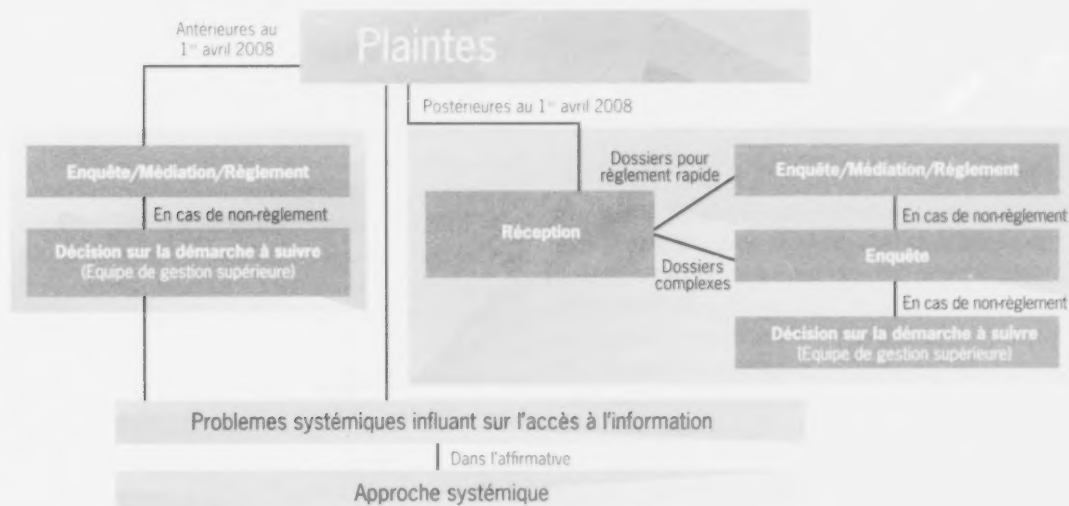 Plaintes
Antérieures au
1er avril 2008
Postérieures au 1er avril 2008
Enquête/Médiation/Règlement
En cas de non-règlement
Décision sur la démarche à suivre
(Equipe de gestion supérieure)
Réception
Dossiers pour
règlement rapide
Dossiers
complexes
Enquête/Médiation/Règlement
En cas de non-règlement
Enquête
En cas de non-règlement
Décision sur la démarche à suivre
(Equipe de gestion supérieure)
Problemes systémiques influant sur l'accès à l'information
Dans l'affirmative
Approche systémique